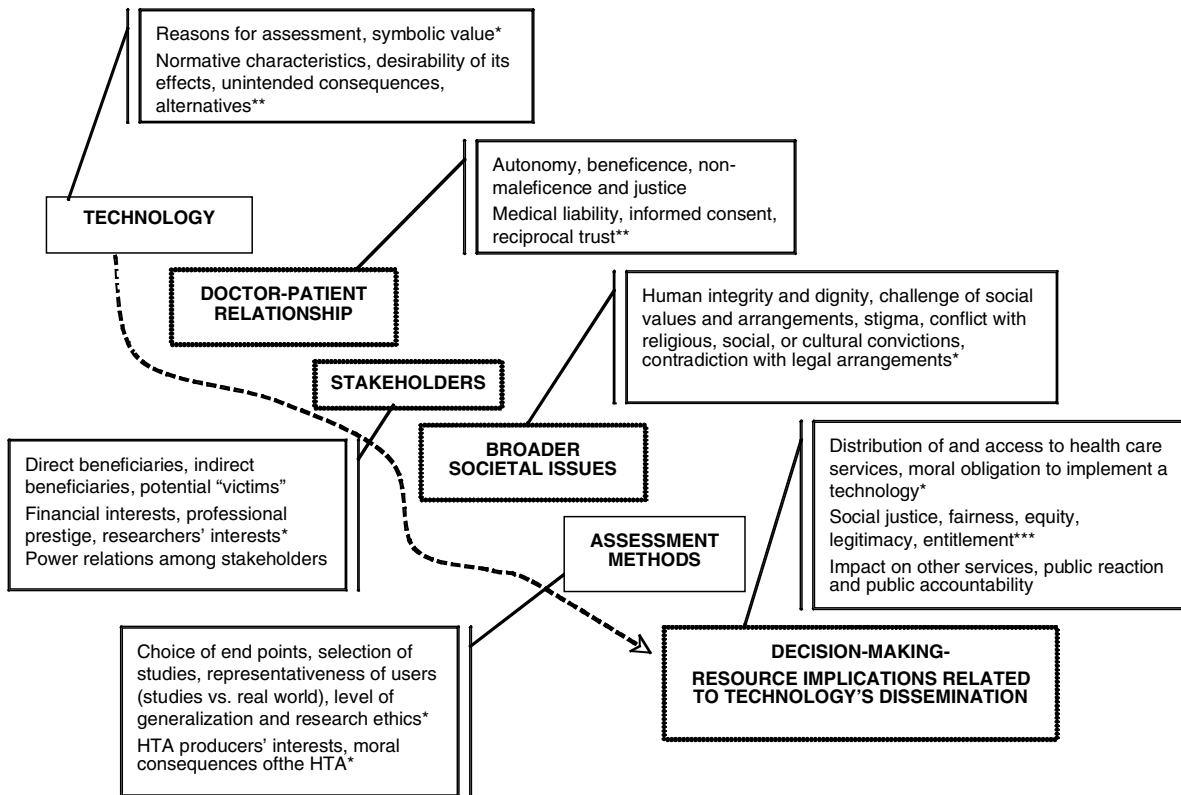 Reasons for assessment, symbolic value*
Normative characteristics, desirability of its
effects, unintended consequences,
alternatives**
TECHNOLOGY
Autonomy, beneficence, non-
maleficence and justice
Medical liability, informed consent,
reciprocal trust**
DOCTOR-PATIENT
RELATIONSHIP
Human integrity and dignity, challenge of social
values and arrangements, stigma, conflict with
religious, social, or cultural convictions,
contradiction with legal arrangements*
STAKEHOLDERS
BROADER
SOCIETAL ISSUES
Direct beneficiaries, indirect
beneficiaries, potential “victims”
Financial interests, professional
prestige, researchers’ interests*
Power relations among stakeholders
Distribution of and access to health care
services, moral obligation to implement a
technology*
Social justice, fairness, equity,
legitimacy, entitlement***
Impact on other services, public reaction
and public accountability
ASSESSMENT
METHODS
Choice of end points, selection of
studies, representativeness of users
(studies vs. real world), level of
generalization and research ethics*
HTA producers’ interests, moral
consequences ofthe HTA*
DECISION-MAKING-
RESOURCE IMPLICATIONS RELATED
TO TECHNOLOGY’S DISSEMINATION